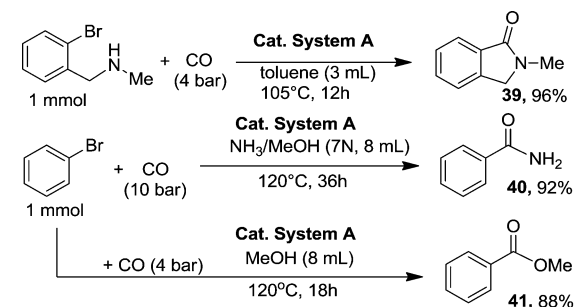 Br
H
N
Me
+ CO
(4 bar)
1 mmol
Cat. System A
toluene (3 mL)
105°C, 12h
O
N–Me
39, 96%
Br
+ CO
(10 bar)
1 mmol
Cat. System A
NH3/MeOH (7N, 8 mL)
120°C, 36h
O
NH2
40, 92%
+ CO (4 bar)
Cat. System A
MeOH (8 mL)
120°C, 18h
O
OMe
41, 88%